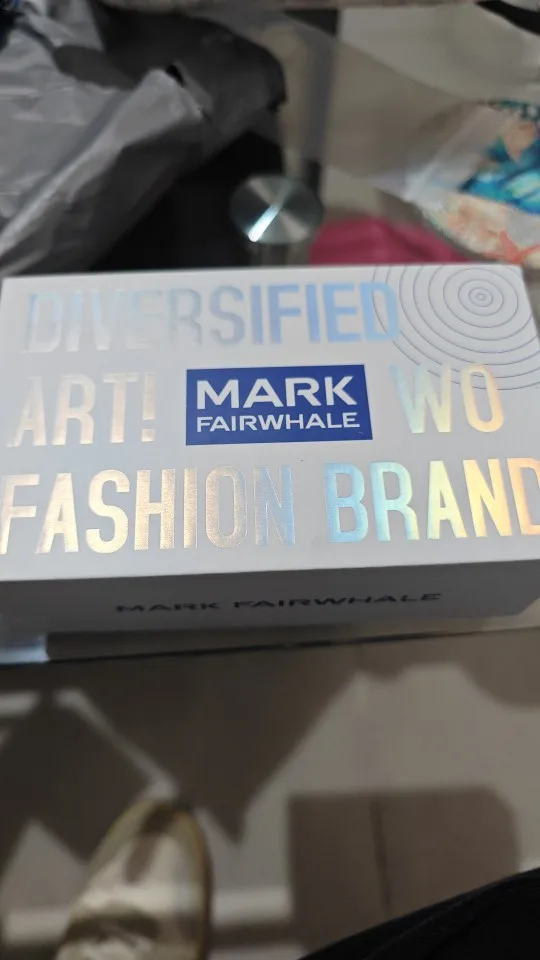 DIVERSIFIED
ART! MARK WO
FAIRWHALE
FASHION BRAND
MARK FAIRWHALE